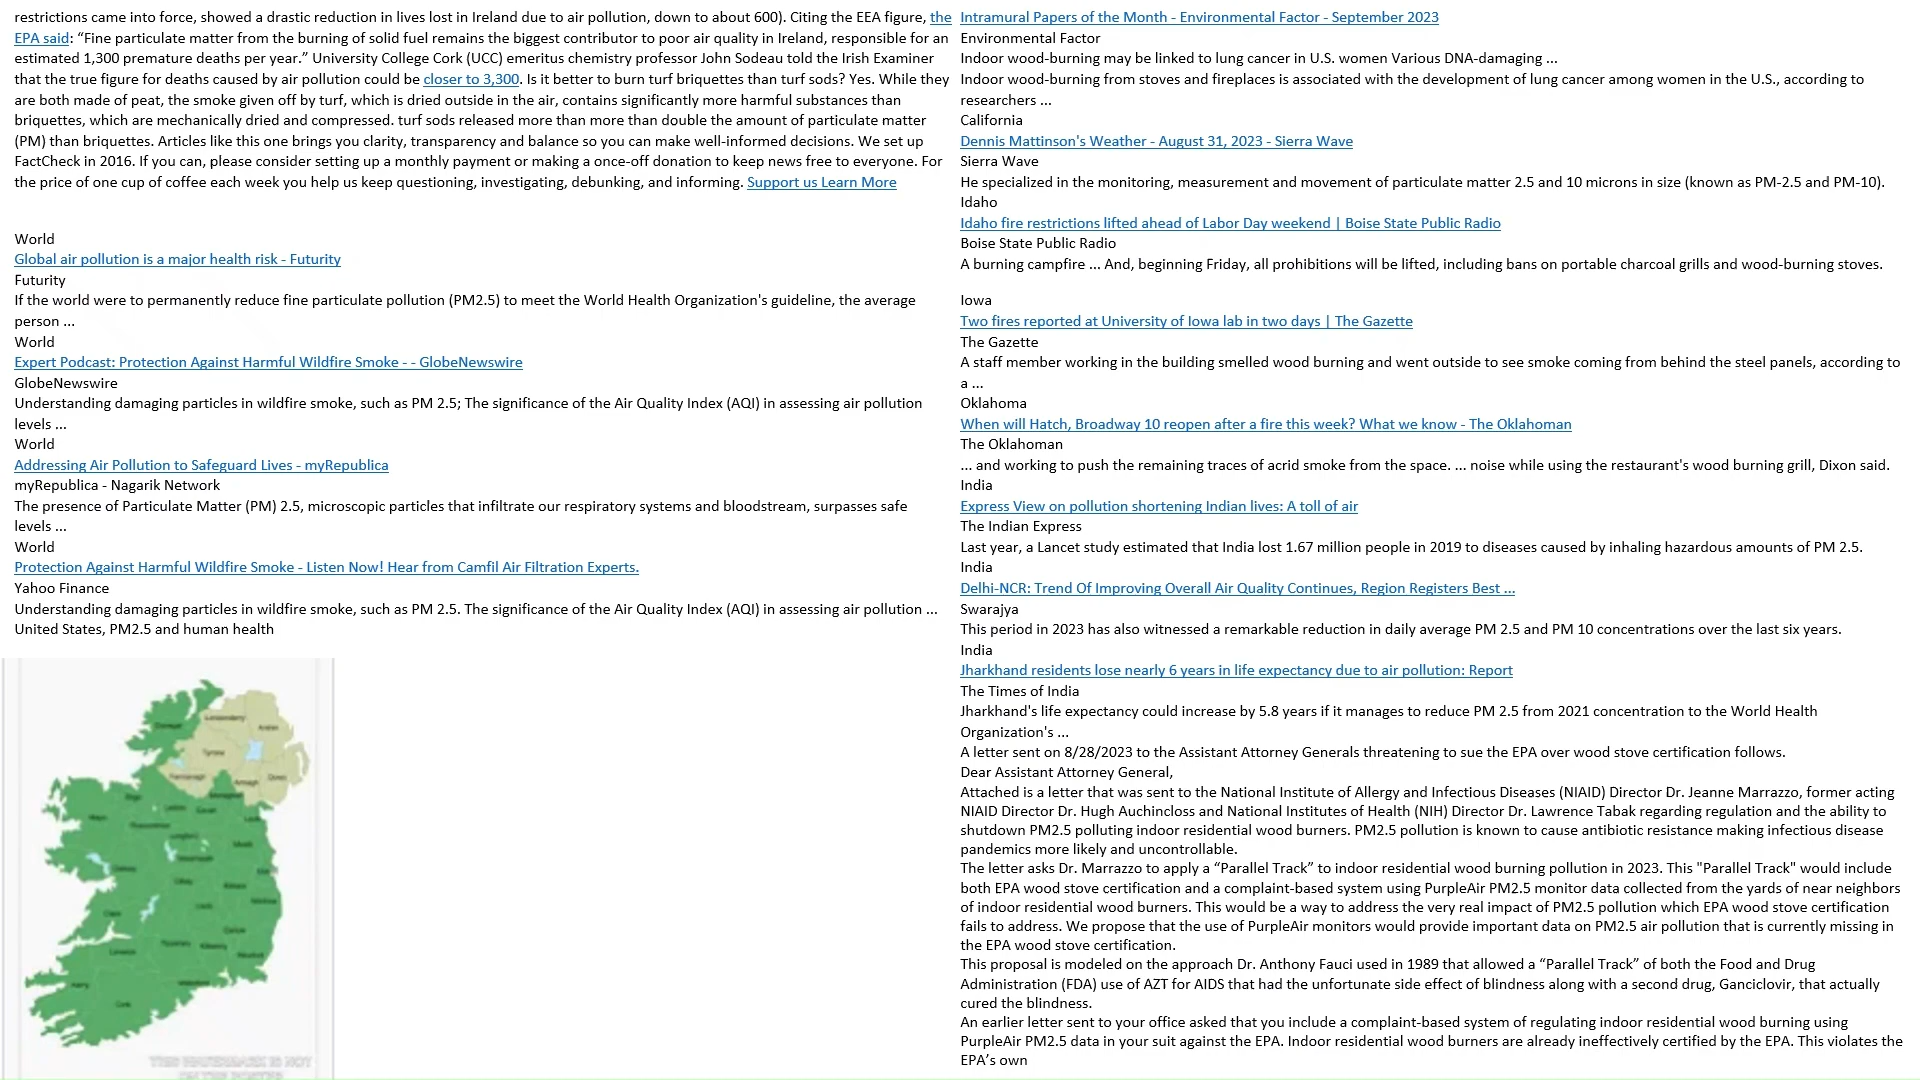 restrictions came into force, showed a drastic reduction in lives lost in Ireland due to air pollution, down to about 600). Citing the EEA figure, the
EPA said: “Fine particulate matter from the burning of solid fuel remains the biggest contributor to poor air quality in Ireland, responsible for an
estimated 1,300 premature deaths per year.” University College Cork (UCC) emeritus chemistry professor John Sodeau told the Irish Examiner
that the true figure for deaths caused by air pollution could be closer to 3,300. Is it better to burn turf briquettes than turf sods? Yes. While they
are both made of peat, the smoke given off by turf, which is dried outside in the air, contains significantly more harmful substances than
briquettes, which are mechanically dried and compressed. turf sods released more than more than double the amount of particulate matter
(PM) than briquettes. Articles like this one brings you clarity, transparency and balance so you can make well-informed decisions. We set up
FactCheck in 2016. If you can, please consider setting up a monthly payment or making a once-off donation to keep news free to everyone. For
the price of one cup of coffee each week you help us keep questioning, investigating, debunking, and informing. Support us Learn More
World
Global air pollution is a major health risk - Futurity
Futurity
If the world were to permanently reduce fine particulate pollution (PM2.5) to meet the World Health Organization's guideline, the average
person ...
World
Expert Podcast: Protection Against Harmful Wildfire Smoke - - GlobeNewswire
GlobeNewswire
Understanding damaging particles in wildfire smoke, such as PM 2.5; The significance of the Air Quality Index (AQI) in assessing air pollution
levels ...
World
Addressing Air Pollution to Safeguard Lives - myRepublica
myRepublica - Nagarik Network
The presence of Particulate Matter (PM) 2.5, microscopic particles that infiltrate our respiratory systems and bloodstream, surpasses safe
levels ...
World
Protection Against Harmful Wildfire Smoke - Listen Now! Hear from Camfil Air Filtration Experts.
Yahoo Finance
Understanding damaging particles in wildfire smoke, such as PM 2.5. The significance of the Air Quality Index (AQI) in assessing air pollution ...
United States, PM2.5 and human health
Londonderry
Antrim
Donegal
Tyrone
Fermanagh
Armagh
Down
Monaghan
Sligo
Cavan
Mayo
Roscommon
Longford
Meath
Westmeath
Galway
Offaly
Kildare
Wicklow
Clare
Laois
Carlow
Tipperary
Kilkenny
Limerick
Wexford
Kerry
Waterford
Cork
Intramural Papers of the Month - Environmental Factor - September 2023
Environmental Factor
Indoor wood-burning may be linked to lung cancer in U.S. women Various DNA-damaging ...
Indoor wood-burning from stoves and fireplaces is associated with the development of lung cancer among women in the U.S., according to
researchers ...
California
Dennis Mattinson's Weather - August 31, 2023 - Sierra Wave
Sierra Wave
He specialized in the monitoring, measurement and movement of particulate matter 2.5 and 10 microns in size (known as PM-2.5 and PM-10).
Idaho
Idaho fire restrictions lifted ahead of Labor Day weekend | Boise State Public Radio
Boise State Public Radio
A burning campfire ... And, beginning Friday, all prohibitions will be lifted, including bans on portable charcoal grills and wood-burning stoves.
Iowa
Two fires reported at University of Iowa lab in two days | The Gazette
The Gazette
A staff member working in the building smelled wood burning and went outside to see smoke coming from behind the steel panels, according to
a ...
Oklahoma
When will Hatch, Broadway 10 reopen after a fire this week? What we know - The Oklahoman
The Oklahoman
... and working to push the remaining traces of acrid smoke from the space. ... noise while using the restaurant's wood burning grill, Dixon said.
India
Express View on pollution shortening Indian lives: A toll of air
The Indian Express
Last year, a Lancet study estimated that India lost 1.67 million people in 2019 to diseases caused by inhaling hazardous amounts of PM 2.5.
India
Delhi-NCR: Trend Of Improving Overall Air Quality Continues, Region Registers Best ...
Swarajya
This period in 2023 has also witnessed a remarkable reduction in daily average PM 2.5 and PM 10 concentrations over the last six years.
India
Jharkhand residents lose nearly 6 years in life expectancy due to air pollution: Report
The Times of India
Jharkhand's life expectancy could increase by 5.8 years if it manages to reduce PM 2.5 from 2021 concentration to the World Health
Organization's ...
A letter sent on 8/28/2023 to the Assistant Attorney Generals threatening to sue the EPA over wood stove certification follows.
Dear Assistant Attorney General,
Attached is a letter that was sent to the National Institute of Allergy and Infectious Diseases (NIAID) Director Dr. Jeanne Marrazzo, former acting
NIAID Director Dr. Hugh Auchincloss and National Institutes of Health (NIH) Director Dr. Lawrence Tabak regarding regulation and the ability to
shutdown PM2.5 polluting indoor residential wood burners. PM2.5 pollution is known to cause antibiotic resistance making infectious disease
pandemics more likely and uncontrollable.
The letter asks Dr. Marrazzo to apply a “Parallel Track” to indoor residential wood burning pollution in 2023. This "Parallel Track" would include
both EPA wood stove certification and a complaint-based system using PurpleAir PM2.5 monitor data collected from the yards of near neighbors
of indoor residential wood burners. This would be a way to address the very real impact of PM2.5 pollution which EPA wood stove certification
fails to address. We propose that the use of PurpleAir monitors would provide important data on PM2.5 air pollution that is currently missing in
the EPA wood stove certification.
This proposal is modeled on the approach Dr. Anthony Fauci used in 1989 that allowed a “Parallel Track” of both the Food and Drug
Administration (FDA) use of AZT for AIDS that had the unfortunate side effect of blindness along with a second drug, Ganciclovir, that actually
cured the blindness.
An earlier letter sent to your office asked that you include a complaint-based system of regulating indoor residential wood burning using
PurpleAir PM2.5 data in your suit against the EPA. Indoor residential wood burners are already ineffectively certified by the EPA. This violates the
EPA’s own